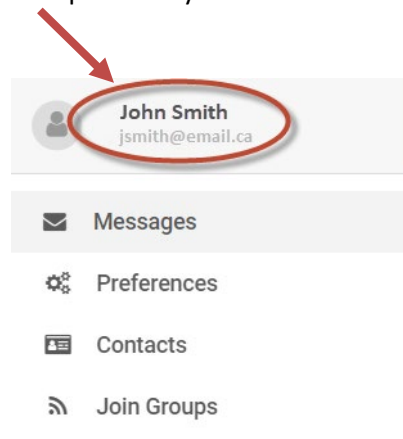 John Smith
jsmith@email.ca
Messages
Preferences
Contacts
Join Groups